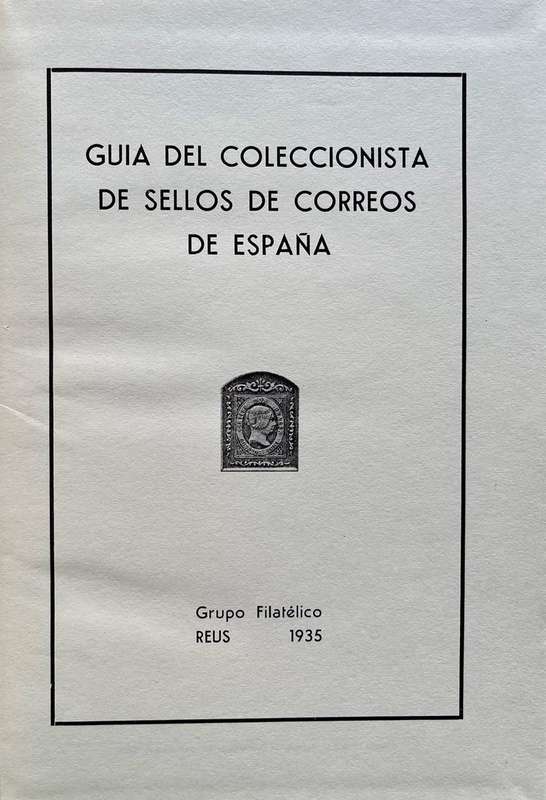 GUIA DEL COLECCIONISTA
DE SELLOS DE CORREOS
DE ESPAÑA
Grupo Filatélico
REUS 1935